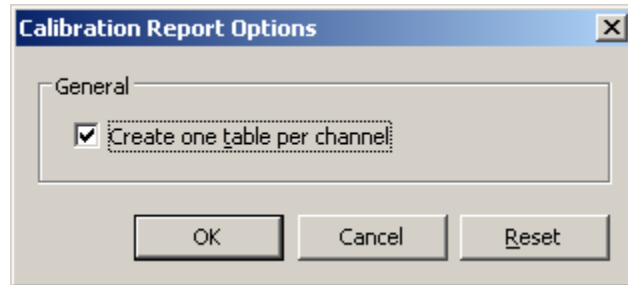 Calibration Report Options
General
Create one table per channel
OK Cancel Reset